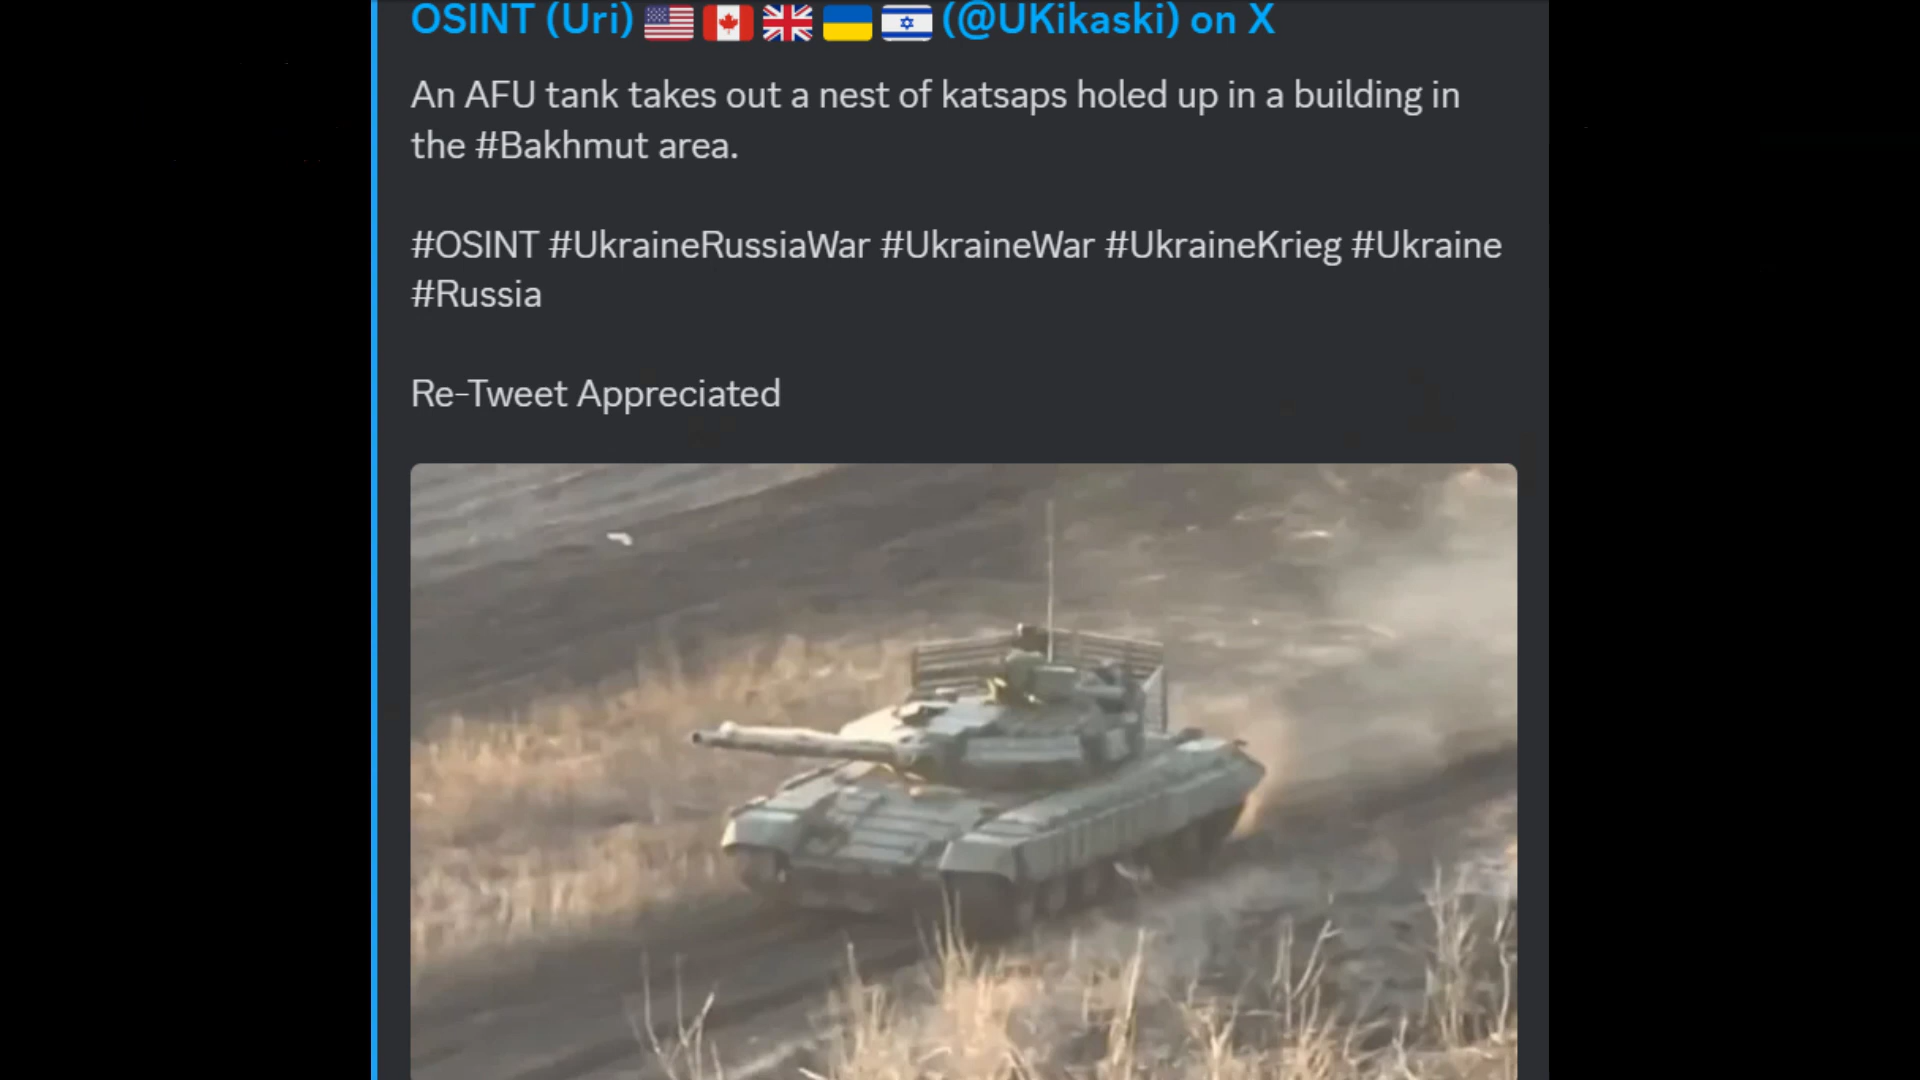 OSINT (Uri) 🇺🇸 🇨🇦 🇬🇧 🇺🇦 🇮🇱 (@UKikaski) on X
An AFU tank takes out a nest of katsaps holed up in a building in
the #Bakhmut area.
#OSINT #UkraineRussiaWar #UkraineWar #UkraineKrieg #Ukraine
#Russia
Re-Tweet Appreciated